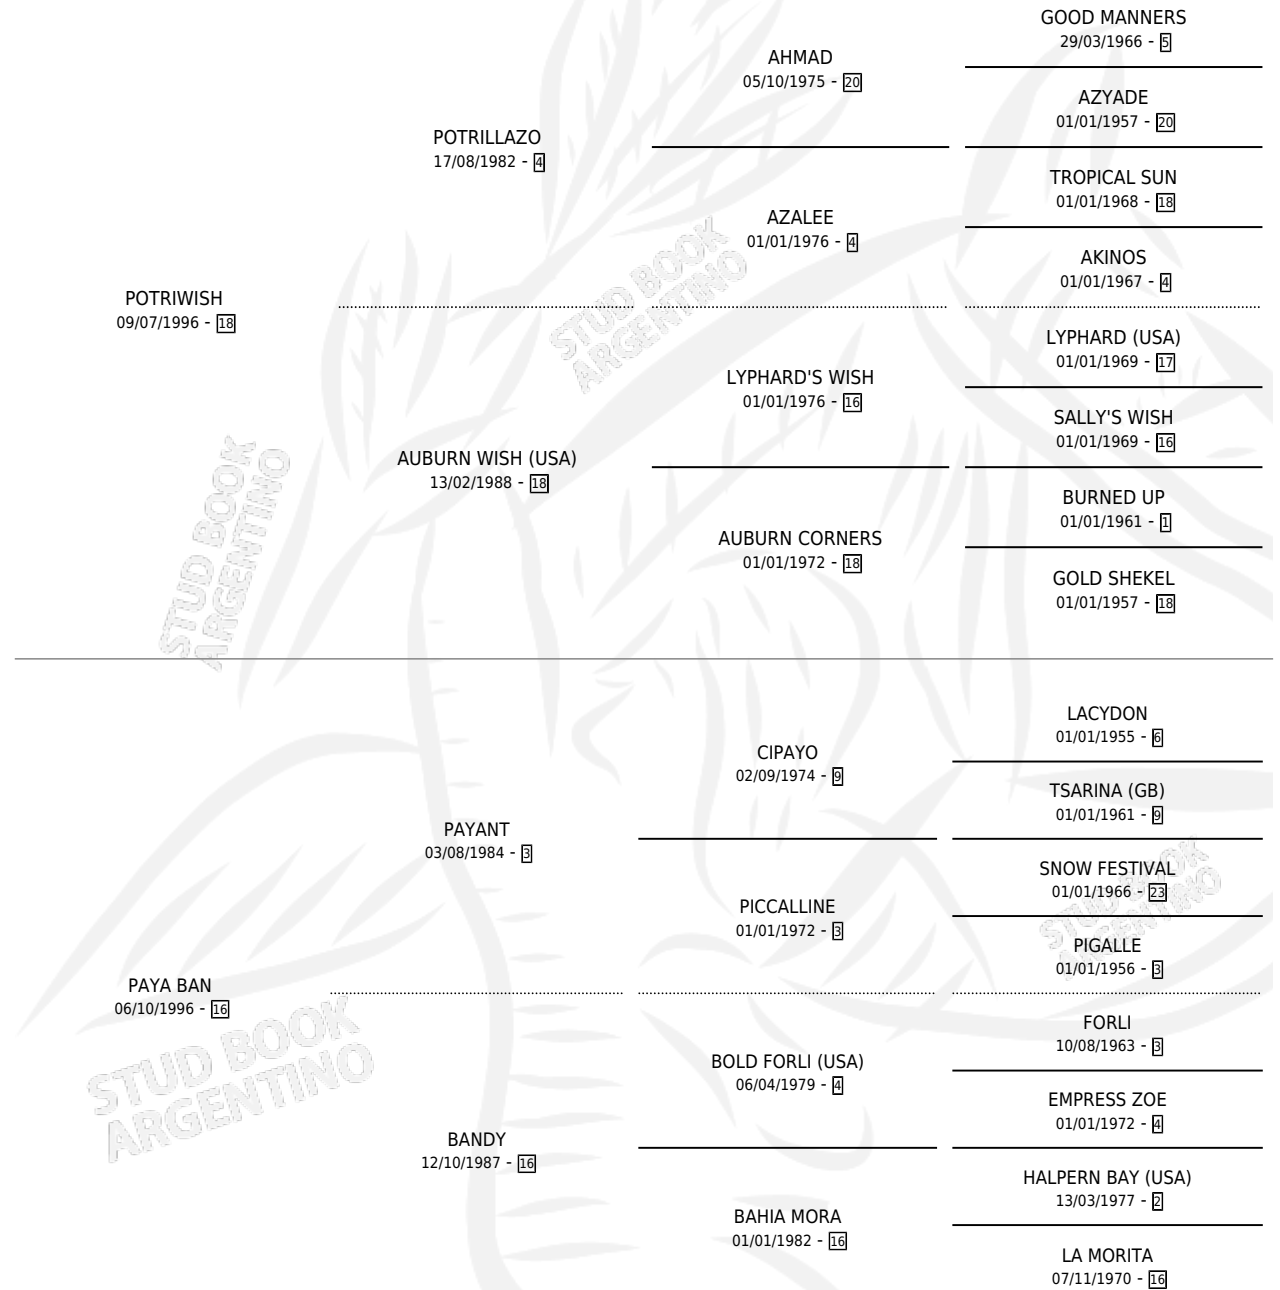 GOOD MANNERS
29/03/1966 - 5
AHMAD
05/10/1975 - 20
AZYADE
01/01/1957 - 20
POTRILLAZO
17/08/1982 - 4
TROPICAL SUN
01/01/1968 - 18
AZALEE
01/01/1976 - 4
AKINOS
01/01/1967 - 4
POTRIWISH
09/07/1996 - 18
LYPHARD (USA)
01/01/1969 - 17
LYPHARD'S WISH
01/01/1976 - 16
SALLY'S WISH
01/01/1969 - 16
AUBURN WISH (USA)
13/02/1988 - 18
BURNED UP
01/01/1961 - 1
AUBURN CORNERS
01/01/1972 - 18
GOLD SHEKEL
01/01/1957 - 18
LACYDON
01/01/1955 - 6
CIPAYO
02/09/1974 - 9
TSARINA (GB)
01/01/1961 - 9
PAYANT
03/08/1984 - 3
SNOW FESTIVAL
01/01/1966 - 23
PICCALLINE
01/01/1972 - 3
PIGALLE
01/01/1956 - 3
PAYA BAN
06/10/1996 - 16
FORLI
10/08/1963 - 3
BOLD FORLI (USA)
06/04/1979 - 4
EMPRESS ZOE
01/01/1972 - 4
BANDY
12/10/1987 - 16
HALPERN BAY (USA)
13/03/1977 - 2
BAHIA MORA
01/01/1982 - 16
LA MORITA
07/11/1970 - 16
STUD BOOK
ARGENTINO
STUD BOOK
ARGENTINO
STUD BOOK
ARGENTINO
STUD BOOK
ARGENTINO